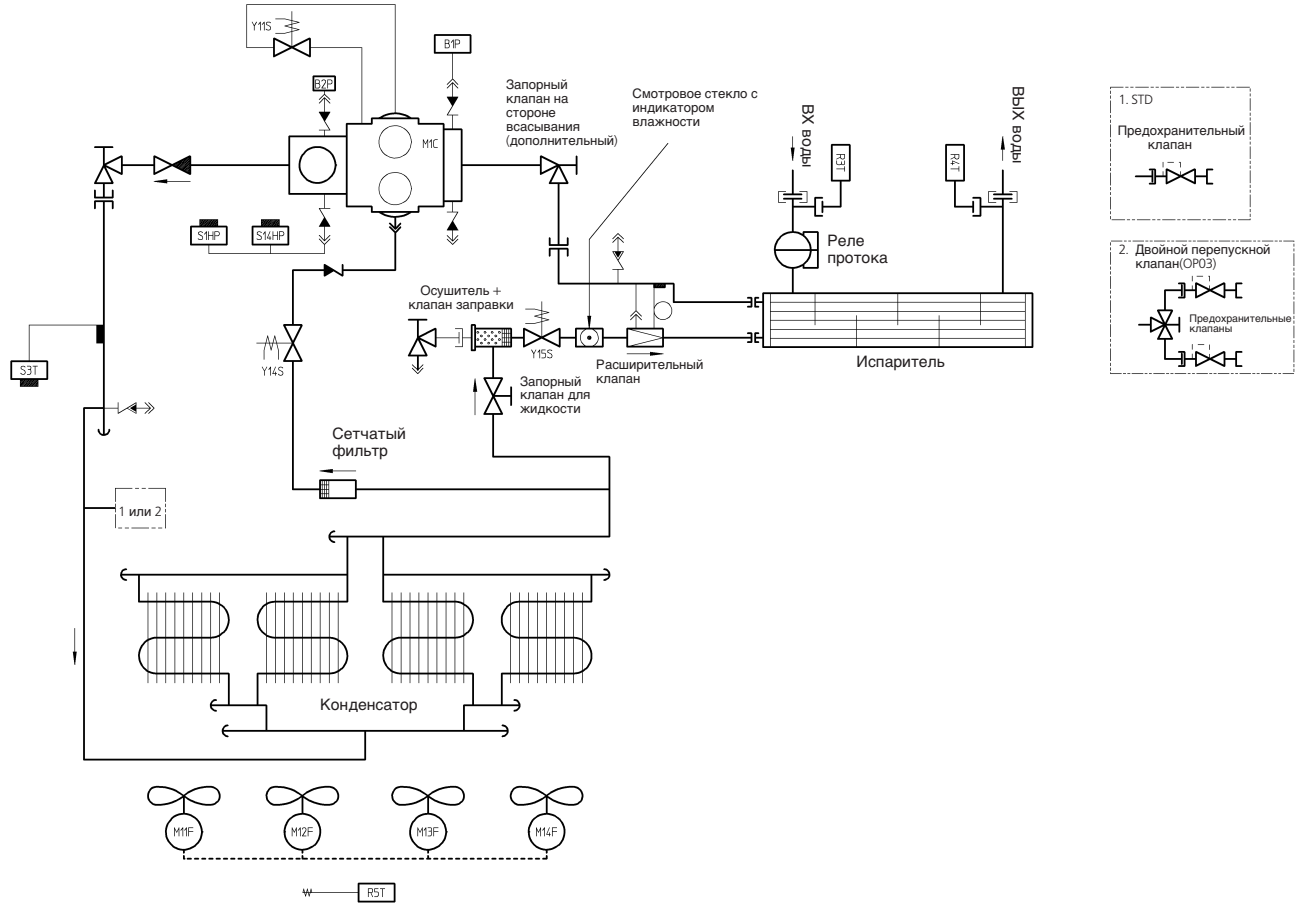 Y11S
B1P
B2P
M1C
Запорный
клапан на
стороне
всасывания
(дополнительный)
Смотровое стекло с
индикатором
влажности
ВХ воды
ВЫХ воды
R3T
R4T
1. STD
Предохранительный
клапан
S1HP
S14HP
Реле
протока
2. Двойной перепускной
клапан(OP03)
Предохранительные
клапаны
Осушитель +
клапан заправки
Y14S
Y15S
Расширительный
клапан
Испаритель
S3T
Запорный
клапан для
жидкости
Сетчатый
фильтр
1 или 2
Конденсатор
M11F
M12F
M13F
M14F
R5T